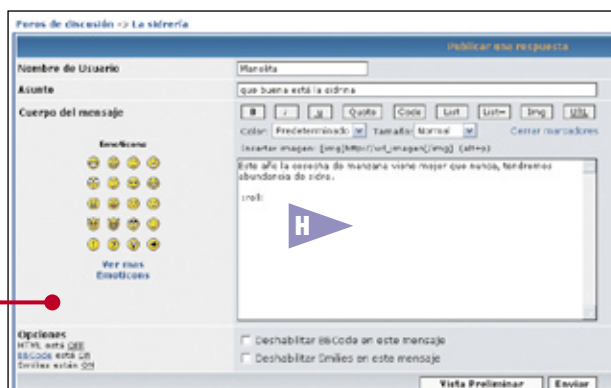 Foros de discusión -> La sidrería
Publicar una respuesta
Nombre de Usuario
Manolita
Asunto
que buena está la sidrina
Cuerpo del mensaje
B i u Quote Code List List= Img URL
Color: Predeterminado Tamaño: Normal Cerrar marcadores
Insertar imagen: [img]http://url_imagen[/img] (alt+p)
Emoticons
Este año la cosecha de manzana viene mejor que nunca, tendremos
abundancia de sidra.
:roll:
H
Ver mas
Emoticons
Opciones
HTML está OFF
BBCode está ON
Smilies están ON
Deshabilitar BBCode en este mensaje
Deshabilitar Smilies en este mensaje
Vista Preliminar Enviar